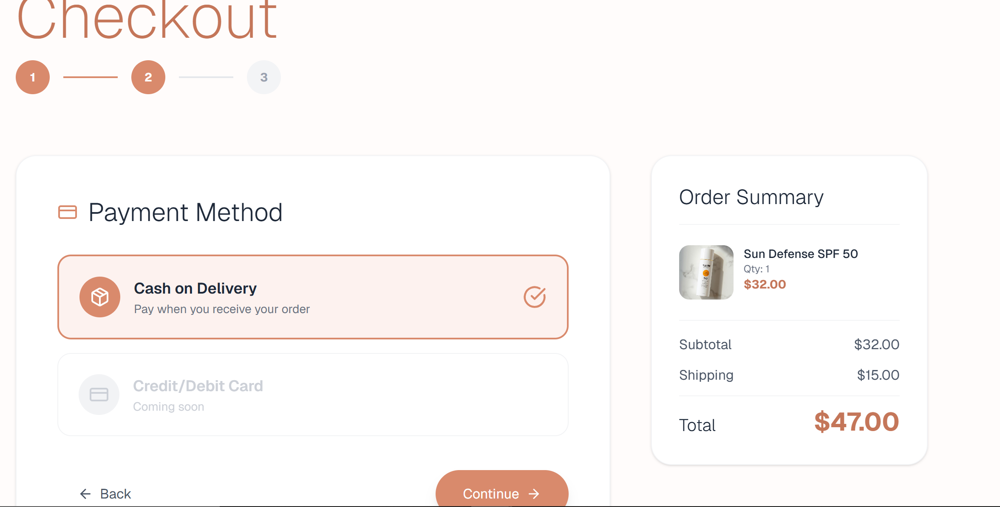 Checkout
1
2
3
Payment Method
Cash on Delivery
Pay when you receive your order
Credit/Debit Card
Coming soon
Back
Continue
Order Summary
Sun Defense SPF 50
Qty: 1
$32.00
50
Subtotal $32.00
Shipping $15.00
Total $47.00